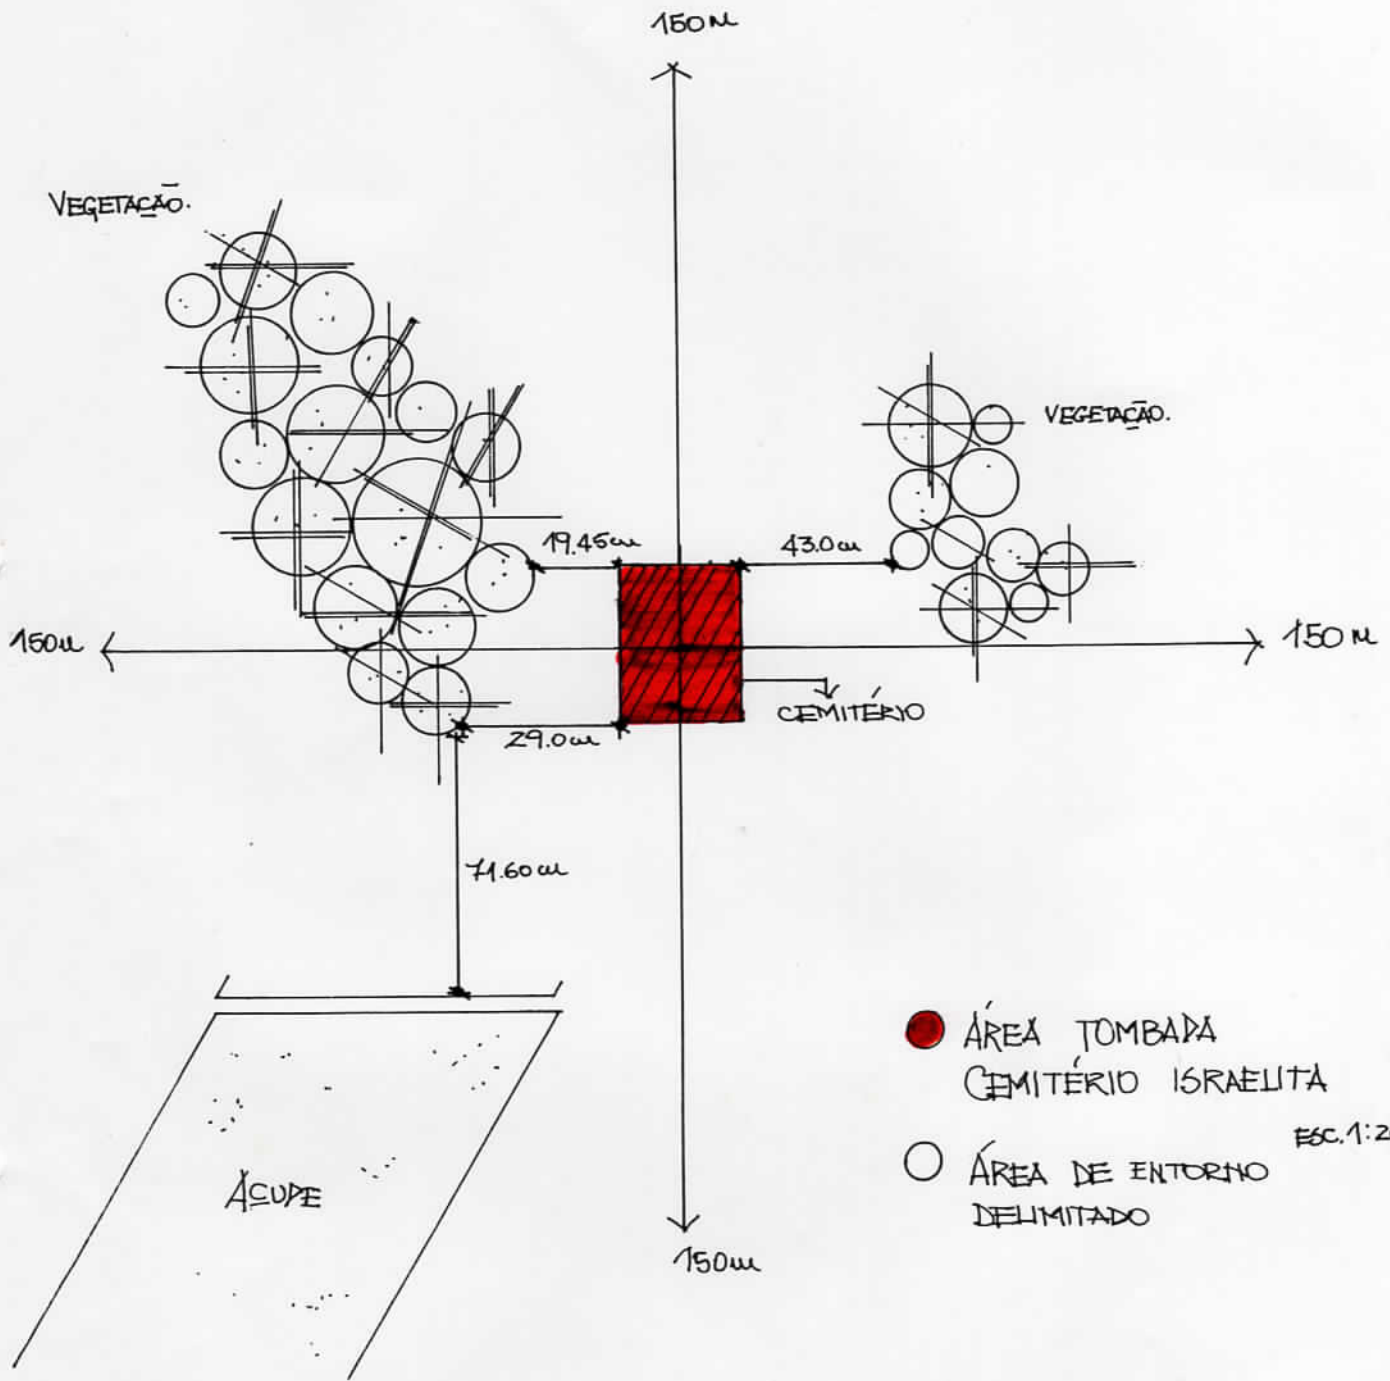 150m
VEGETAÇÃO.
VEGETAÇÃO.
19.45m
43.0m
150m
150m
CEMITÉRIO
29.0m
71.60m
150m
AÇUDE
ÁREA TOMBADA
CEMITÉRIO ISRAELITA
ESC. 1:2
ÁREA DE ENTORNO
DELIMITADO